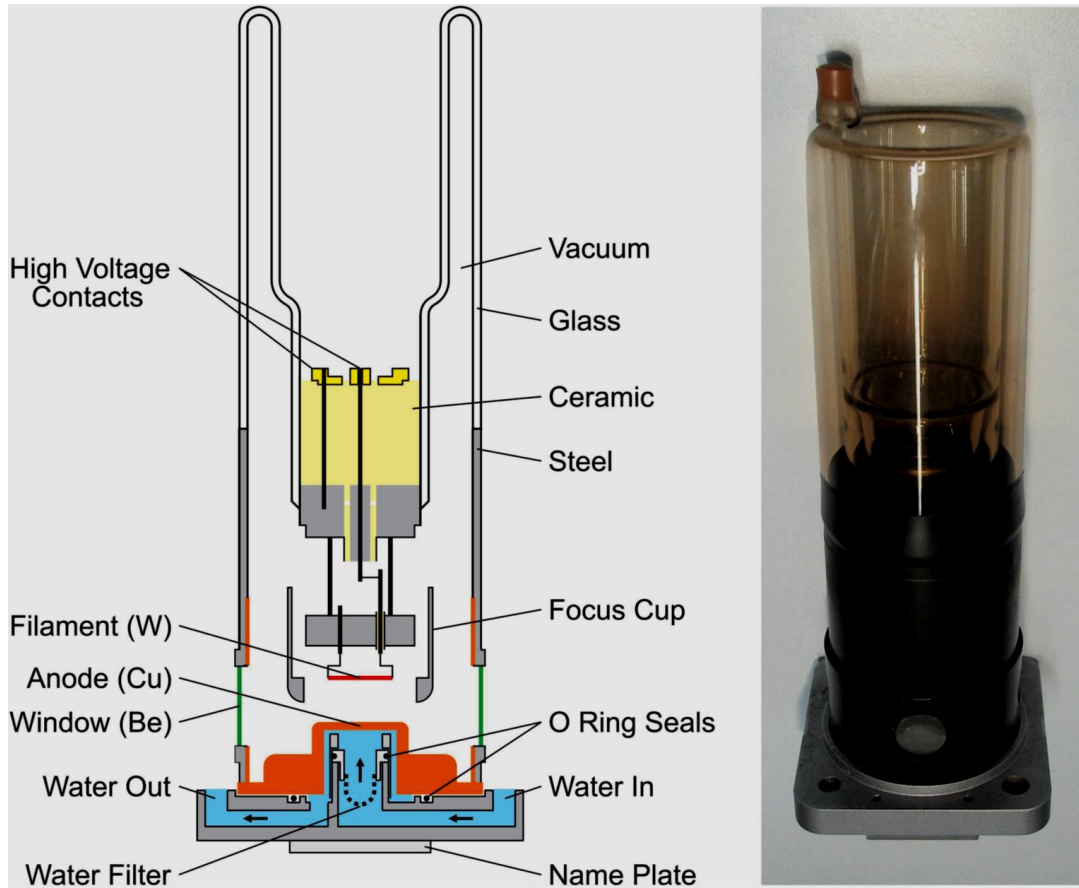 High Voltage
Contacts
Vacuum
Glass
Ceramic
Steel
Focus Cup
Filament (W)
Anode (Cu)
Window (Be)
O Ring Seals
Water Out
Water In
Water Filter
Name Plate